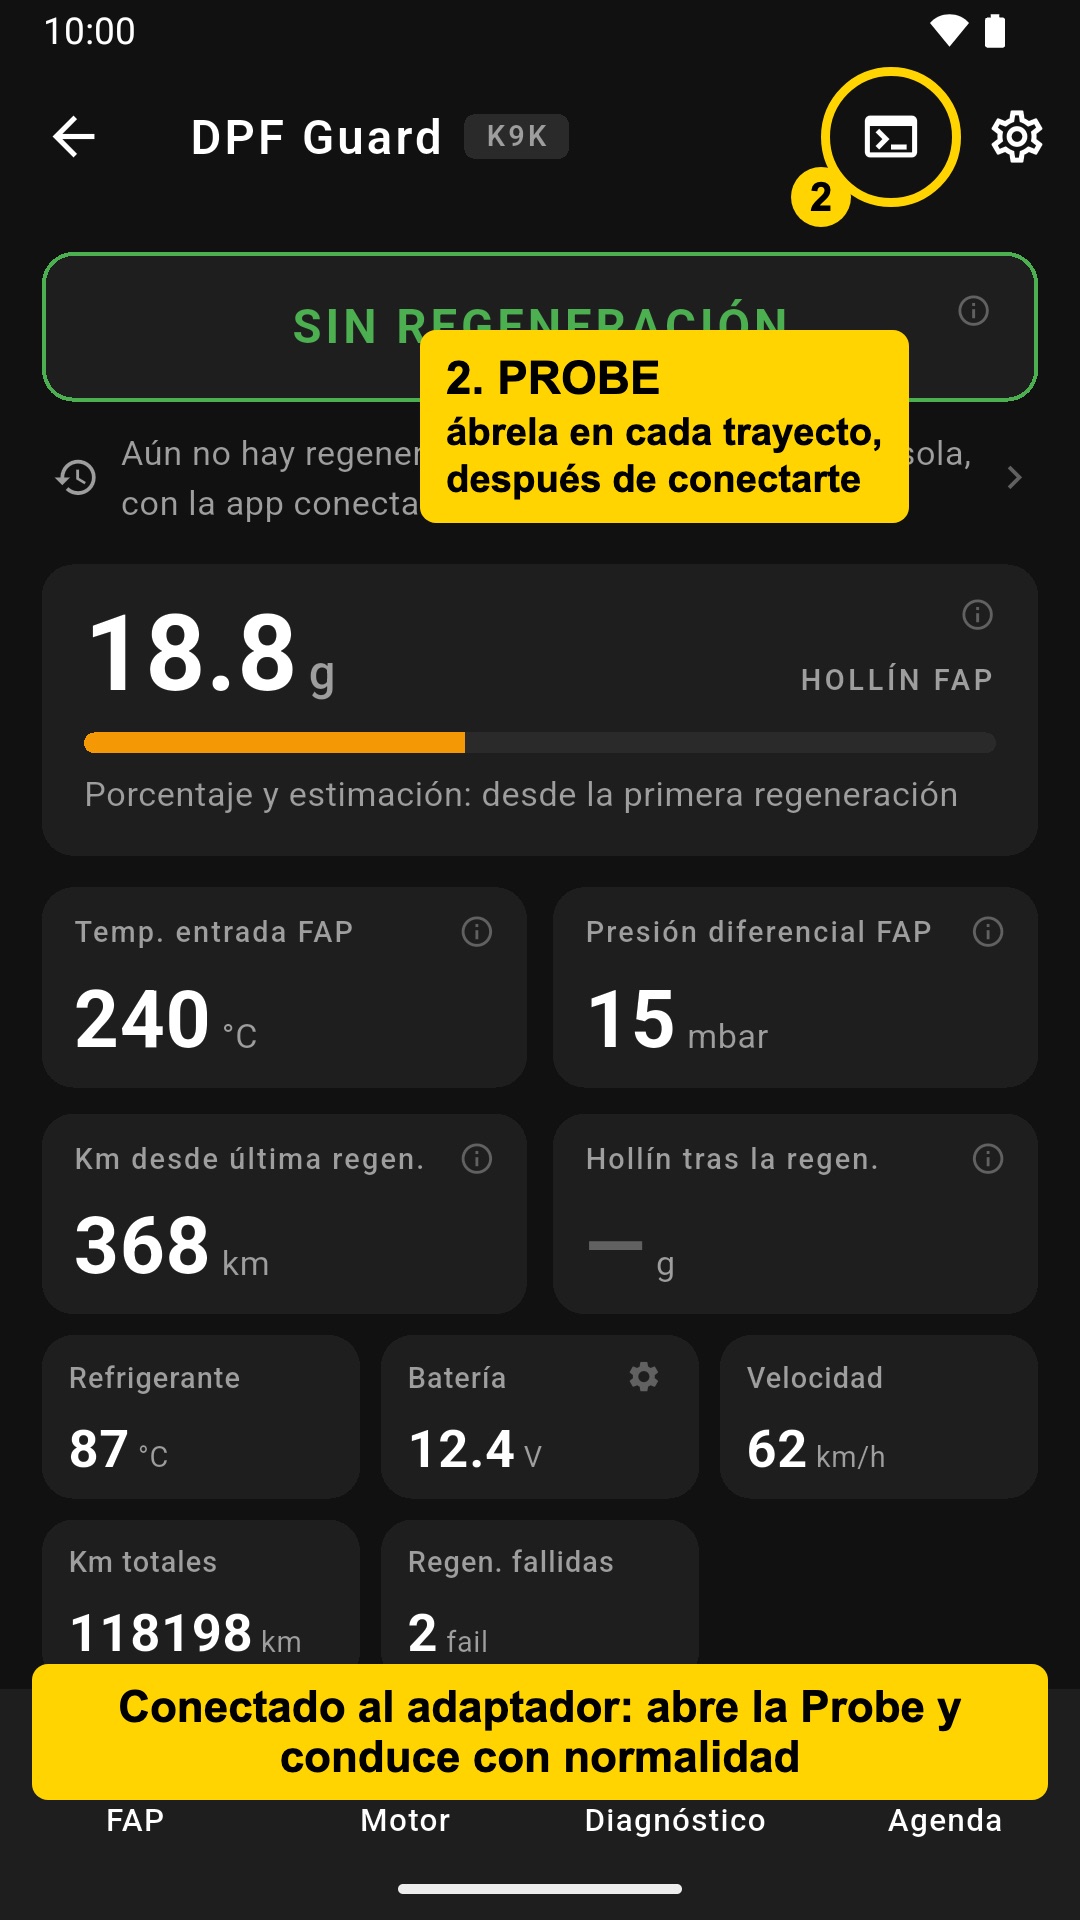 10:00
DPF Guard K9K
2
SIN REGENERACIÓN
2. PROBE
ábrela en cada trayecto,
después de conectarte
Aún no hay regener
sola,
con la app conecta
18.8 g
HOLLÍN FAP
Porcentaje y estimación: desde la primera regeneración
Temp. entrada FAP
240 °C
Presión diferencial FAP
15 mbar
Km desde última regen.
368 km
Hollín tras la regen.
— g
Refrigerante
87 °C
Batería
12.4 V
Velocidad
62 km/h
Km totales
118198 km
Regen. fallidas
2 fail
Conectado al adaptador: abre la Probe y
conduce con normalidad
FAP
Motor
Diagnóstico
Agenda